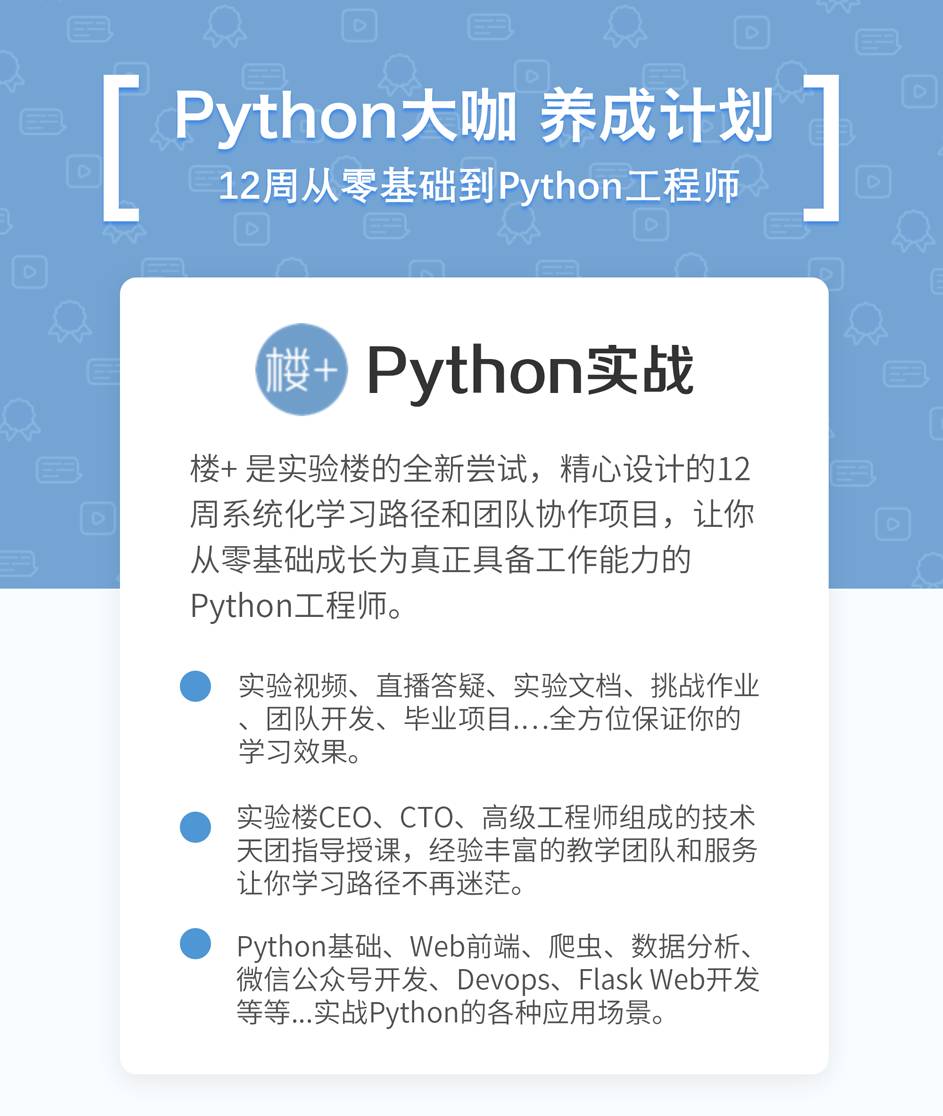 Python大咖 养成计划
12周从零基础到Python工程师
楼+ Python实战
楼+ 是实验楼的全新尝试，精心设计的12
周系统化学习路径和团队协作项目，让你
从零基础成长为真正具备工作能力的
Python工程师。
实验视频、直播答疑、实验文档、挑战作业
、团队开发、毕业项目....全方位保证你的
学习效果。
实验楼CEO、CTO、高级工程师组成的技术
天团指导授课，经验丰富的教学团队和服务
让你学习路径不再迷茫。
Python基础、Web前端、爬虫、数据分析、
微信公众号开发、Devops、Flask Web开发
等等...实战Python的各种应用场景。